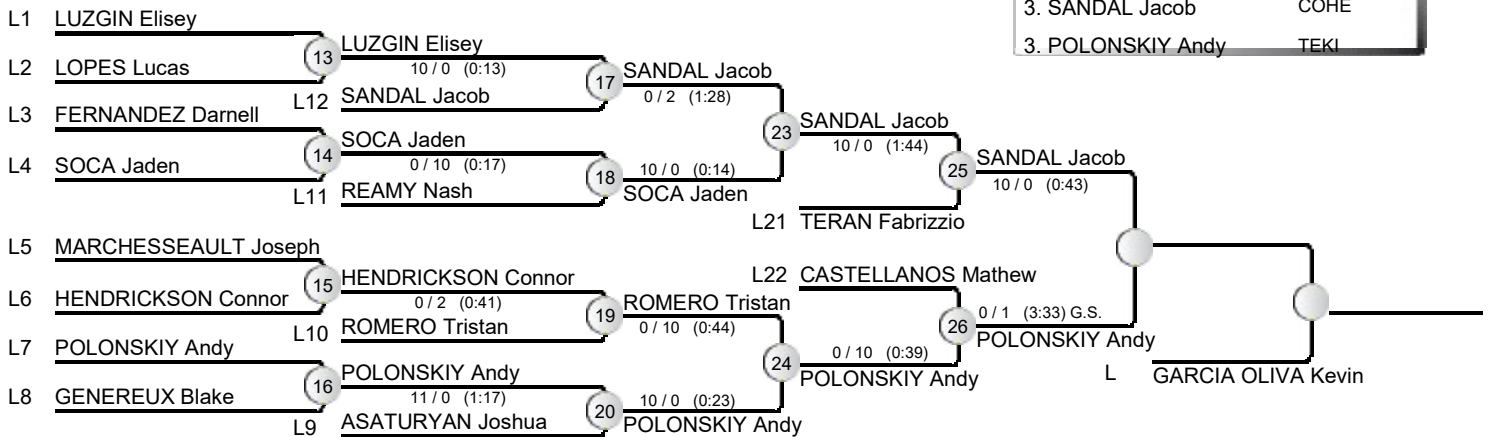 3. SANDAL Jacob COHE
3. POLONSKIY Andy TEKI
L1 LUZGIN Elisey
13 LUZGIN Elisey
10 / 0 (0:13)
L2 LOPES Lucas
17 SANDAL Jacob
0 / 2 (1:28)
L12 SANDAL Jacob
L3 FERNANDEZ Darnell
23 SANDAL Jacob
10 / 0 (1:44)
14 SOCA Jaden
0 / 10 (0:17)
L4 SOCA Jaden
18 10 / 0 (0:14)
SOCA Jaden
25 SANDAL Jacob
10 / 0 (0:43)
L11 REAMY Nash
L21 TERAN Fabrizzio
L5 MARCHESSEAULT Joseph
15 HENDRICKSON Connor
0 / 2 (0:41)
L22 CASTELLANOS Mathew
L6 HENDRICKSON Connor
19 ROMERO Tristan
0 / 10 (0:44)
26 0 / 1 (3:33) G.S.
POLONSKIY Andy
L10 ROMERO Tristan
L7 POLONSKIY Andy
24 0 / 10 (0:39)
POLONSKIY Andy
L GARCIA OLIVA Kevin
16 POLONSKIY Andy
11 / 0 (1:17)
L8 GENEREUX Blake
20 10 / 0 (0:23)
POLONSKIY Andy
L9 ASATURYAN Joshua